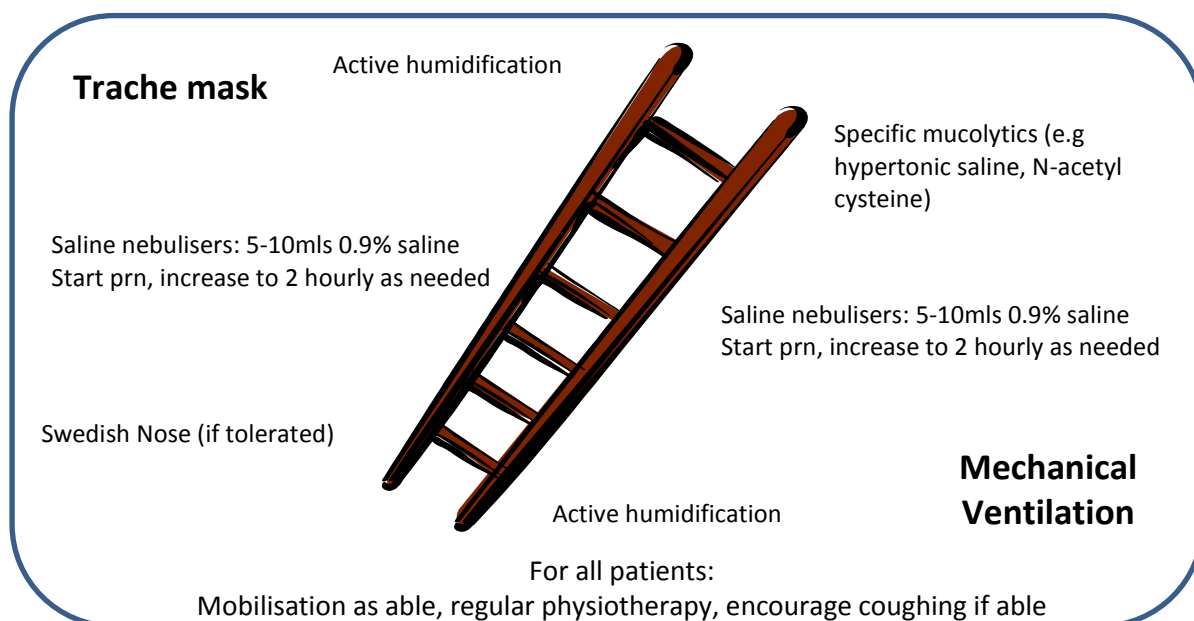 Trache mask
Active humidification
Saline nebulisers: 5-10mls 0.9% saline
Start prn, increase to 2 hourly as needed
Swedish Nose (if tolerated)
Specific mucolytics (e.g
hypertonic saline, N-acetyl
cysteine)
Saline nebulisers: 5-10mls 0.9% saline
Start prn, increase to 2 hourly as needed
Active humidification
Mechanical
Ventilation
For all patients:
Mobilisation as able, regular physiotherapy, encourage coughing if able